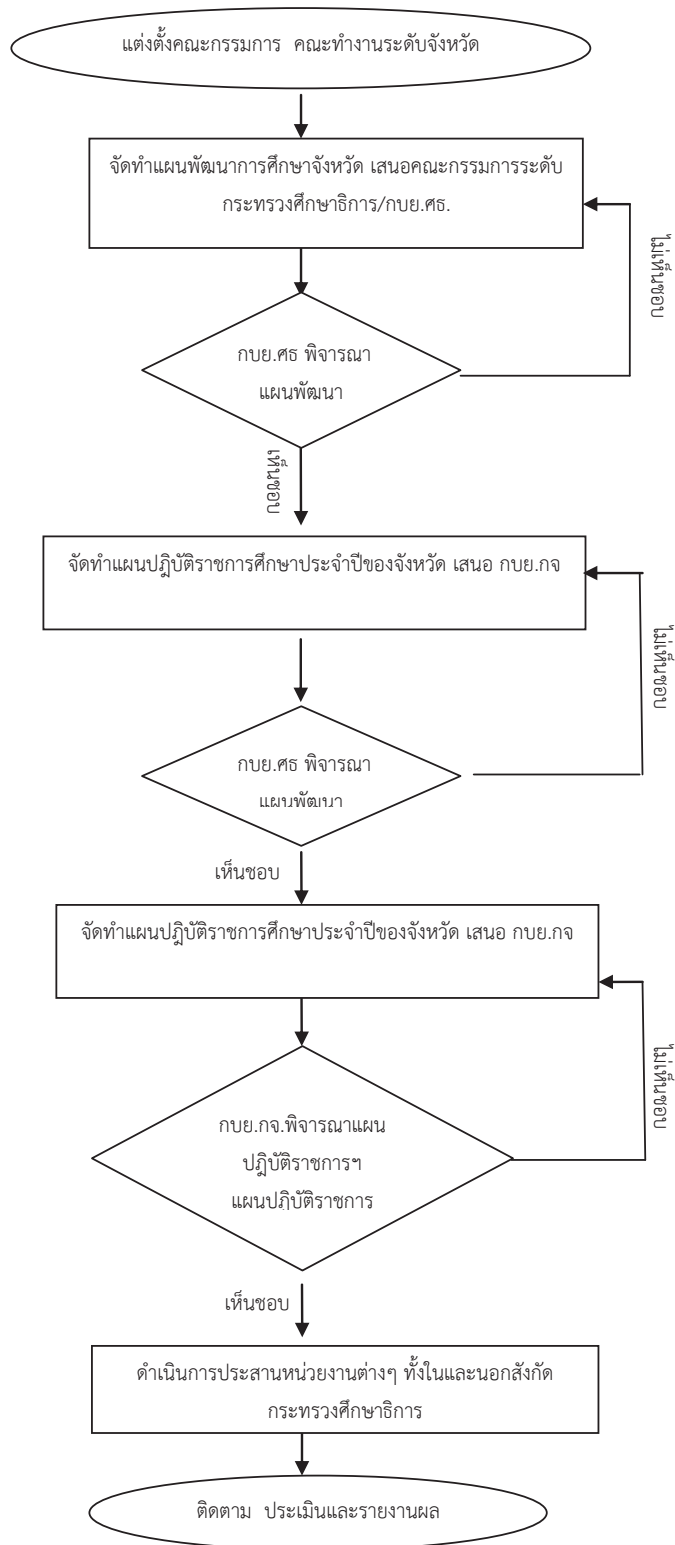 แต่งตั้งคณะกรรมการ คณะทำงานระดับจังหวัด
จัดทำแผนพัฒนาการศึกษาจังหวัด เสนอคณะกรรมการระดับ
กระทรวงศึกษาธิการ/กบย.ศธ.
ไม่เห็นชอบ
กบย.ศธ พิจารณา
แผนพัฒนา
เห็นชอบ
จัดทำแผนปฎิบัติราชการศึกษาประจำปีของจังหวัด เสนอ กบย.กจ
ไม่เห็นชอบ
กบย.ศธ พิจารณา
แผนพัฒนา
เห็นชอบ
จัดทำแผนปฎิบัติราชการศึกษาประจำปีของจังหวัด เสนอ กบย.กจ
ไม่เห็นชอบ
กบย.กจ.พิจารณาแผน
ปฎิบัติราชการฯ
แผนปฎิบัติราชการ
เห็นชอบ
ดำเนินการประสานหน่วยงานต่างๆ ทั้งในและนอกสังกัด
กระทรวงศึกษาธิการ
ติดตาม ประเมินและรายงานผล